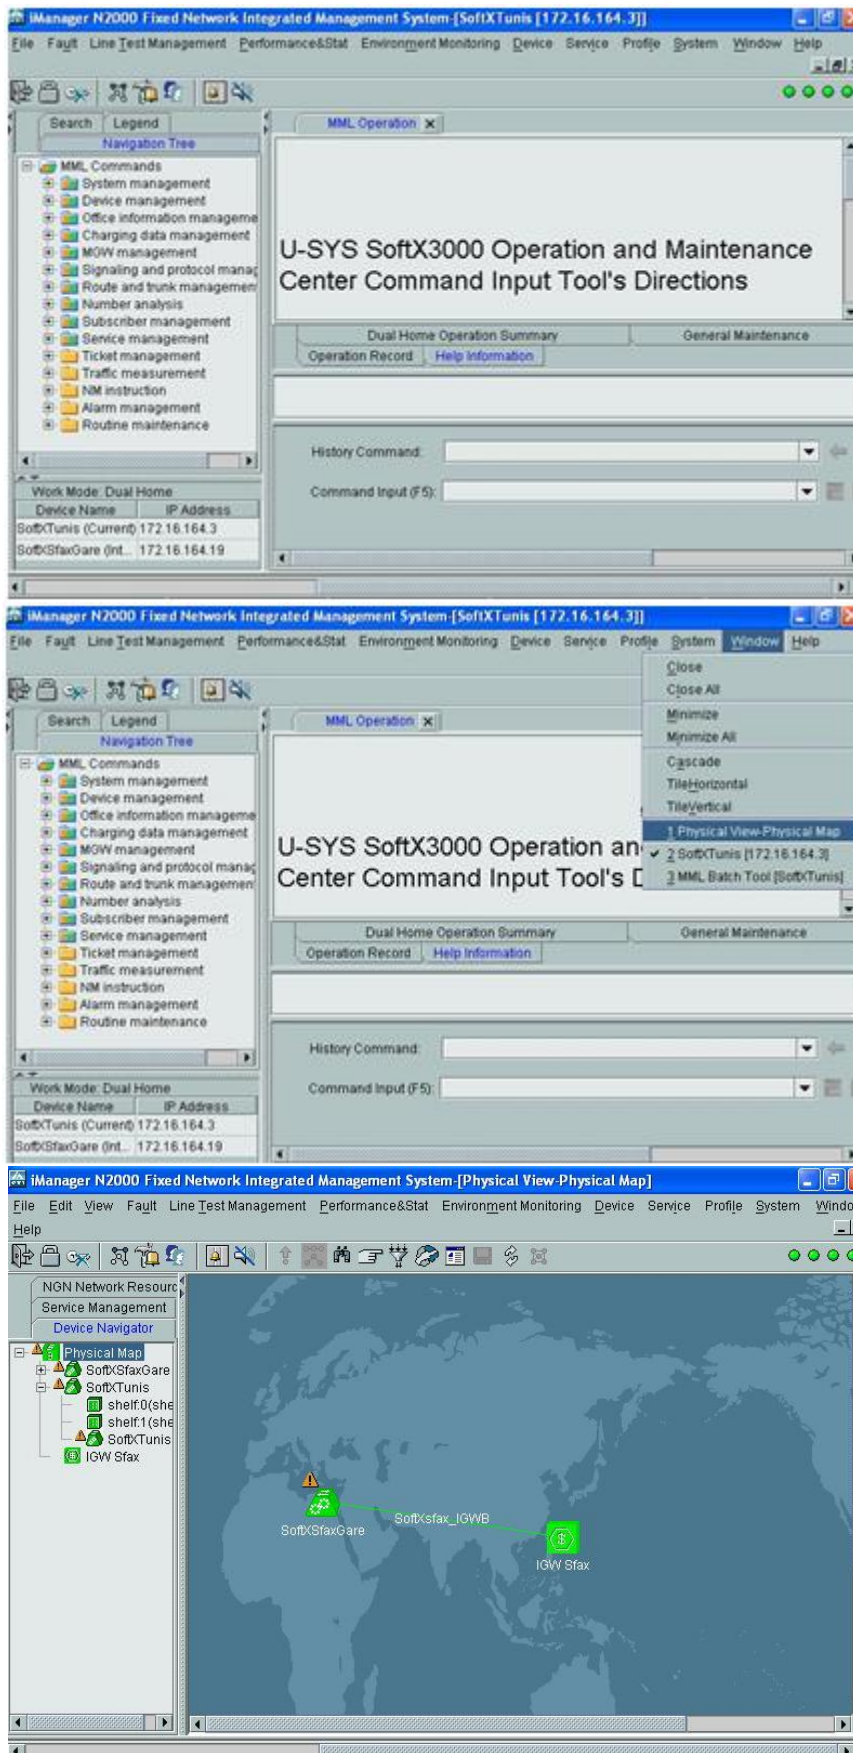 iManager N2000 Fixed Network Integrated Management System-[SoftXTunis [172.16.164.3]]
File Fault Line Test Management Performance&Stat Environment Monitoring Device Service Profile System Window Help
Search Legend
Navigation Tree
MML Commands
System management
Device management
Office information manageme
Charging data management
MGW management
Signaling and protocol manag
Route and trunk managemen
Number analysis
Subscriber management
Service management
Ticket management
Traffic measurement
NM instruction
Alarm management
Routine maintenance
Work Mode: Dual Home
Device Name IP Address
SoftXTunis (Current) 172.16.164.3
SoftXSfaxGare (Int... 172.16.164.19
MML Operation
U-SYS SoftX3000 Operation and Maintenance
Center Command Input Tool's Directions
Dual Home Operation Summary General Maintenance
Operation Record Help Information
History Command:
Command Input (F5):
iManager N2000 Fixed Network Integrated Management System-[SoftXTunis [172.16.164.3]]
File Fault Line Test Management Performance&Stat Environment Monitoring Device Service Profile System Window Help
Close
Close All
Minimize
Minimize All
Cascade
TileHorizontal
TileVertical
1 Physical View-Physical Map
2 SoftXTunis [172.16.164.3]
3 MML Batch Tool [SoftXTunis]
Search Legend
Navigation Tree
MML Commands
System management
Device management
Office information manageme
Charging data management
MGW management
Signaling and protocol manag
Route and trunk managemen
Number analysis
Subscriber management
Service management
Ticket management
Traffic measurement
NM instruction
Alarm management
Routine maintenance
Work Mode: Dual Home
Device Name IP Address
SoftXTunis (Current) 172.16.164.3
SoftXSfaxGare (Int... 172.16.164.19
MML Operation
U-SYS SoftX3000 Operation an
Center Command Input Tool's D
Dual Home Operation Summary General Maintenance
Operation Record Help Information
History Command:
Command Input (F5):
iManager N2000 Fixed Network Integrated Management System-[Physical View-Physical Map]
File Edit View Fault Line Test Management Performance&Stat Environment Monitoring Device Service Profile System Windo
Help
NGN Network Resourc
Service Management
Device Navigator
Physical Map
SoftXSfaxGare
SoftXTunis
shelf:0(she
shelf:1(she
SoftXTunis
IGW Sfax
SoftXSfaxGare
SoftXsfax_IGWB
IGW Sfax